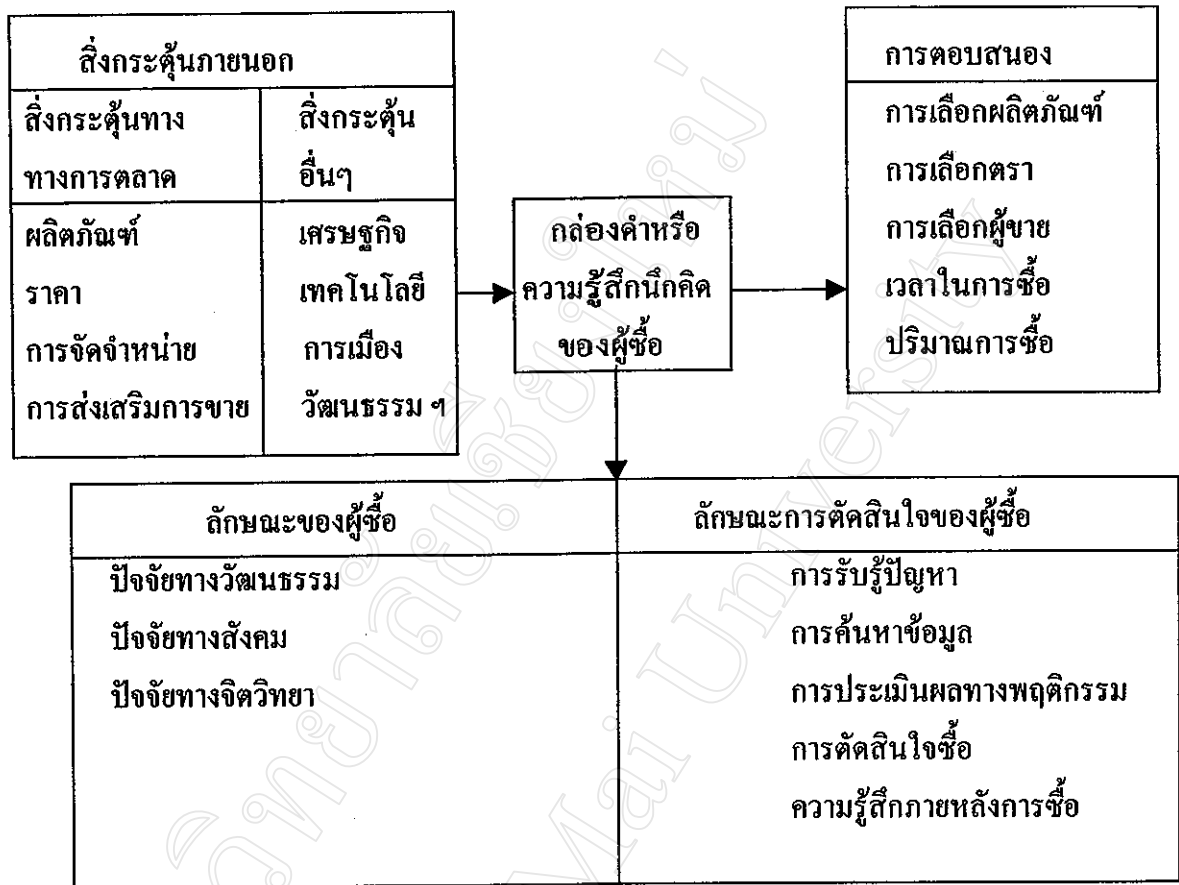 สิ่งกระตุ้นภายนอก
สิ่งกระตุ้นทาง
ทางการตลาด
สิ่งกระตุ้น
อื่นๆ
ผลิตภัณฑ์
ราคา
การจัดจำหน่าย
การส่งเสริมการขาย
เศรษฐกิจ
เทคโนโลยี
การเมือง
วัฒนธรรม ฯ
กล่องดำหรือ
ความรู้สึกนึกคิด
ของผู้ซื้อ
การตอบสนอง
การเลือกผลิตภัณฑ์
การเลือกตรา
การเลือกผู้ขาย
เวลาในการซื้อ
ปริมาณการซื้อ
ลักษณะของผู้ซื้อ
ปัจจัยทางวัฒนธรรม
ปัจจัยทางสังคม
ปัจจัยทางจิตวิทยา
ลักษณะการตัดสินใจของผู้ซื้อ
การรับรู้ปัญหา
การค้นหาข้อมูล
การประเมินผลทางพฤติกรรม
การตัดสินใจซื้อ
ความรู้สึกภายหลังการซื้อ
วิทยาลัยเชียงใหม่
Mai University